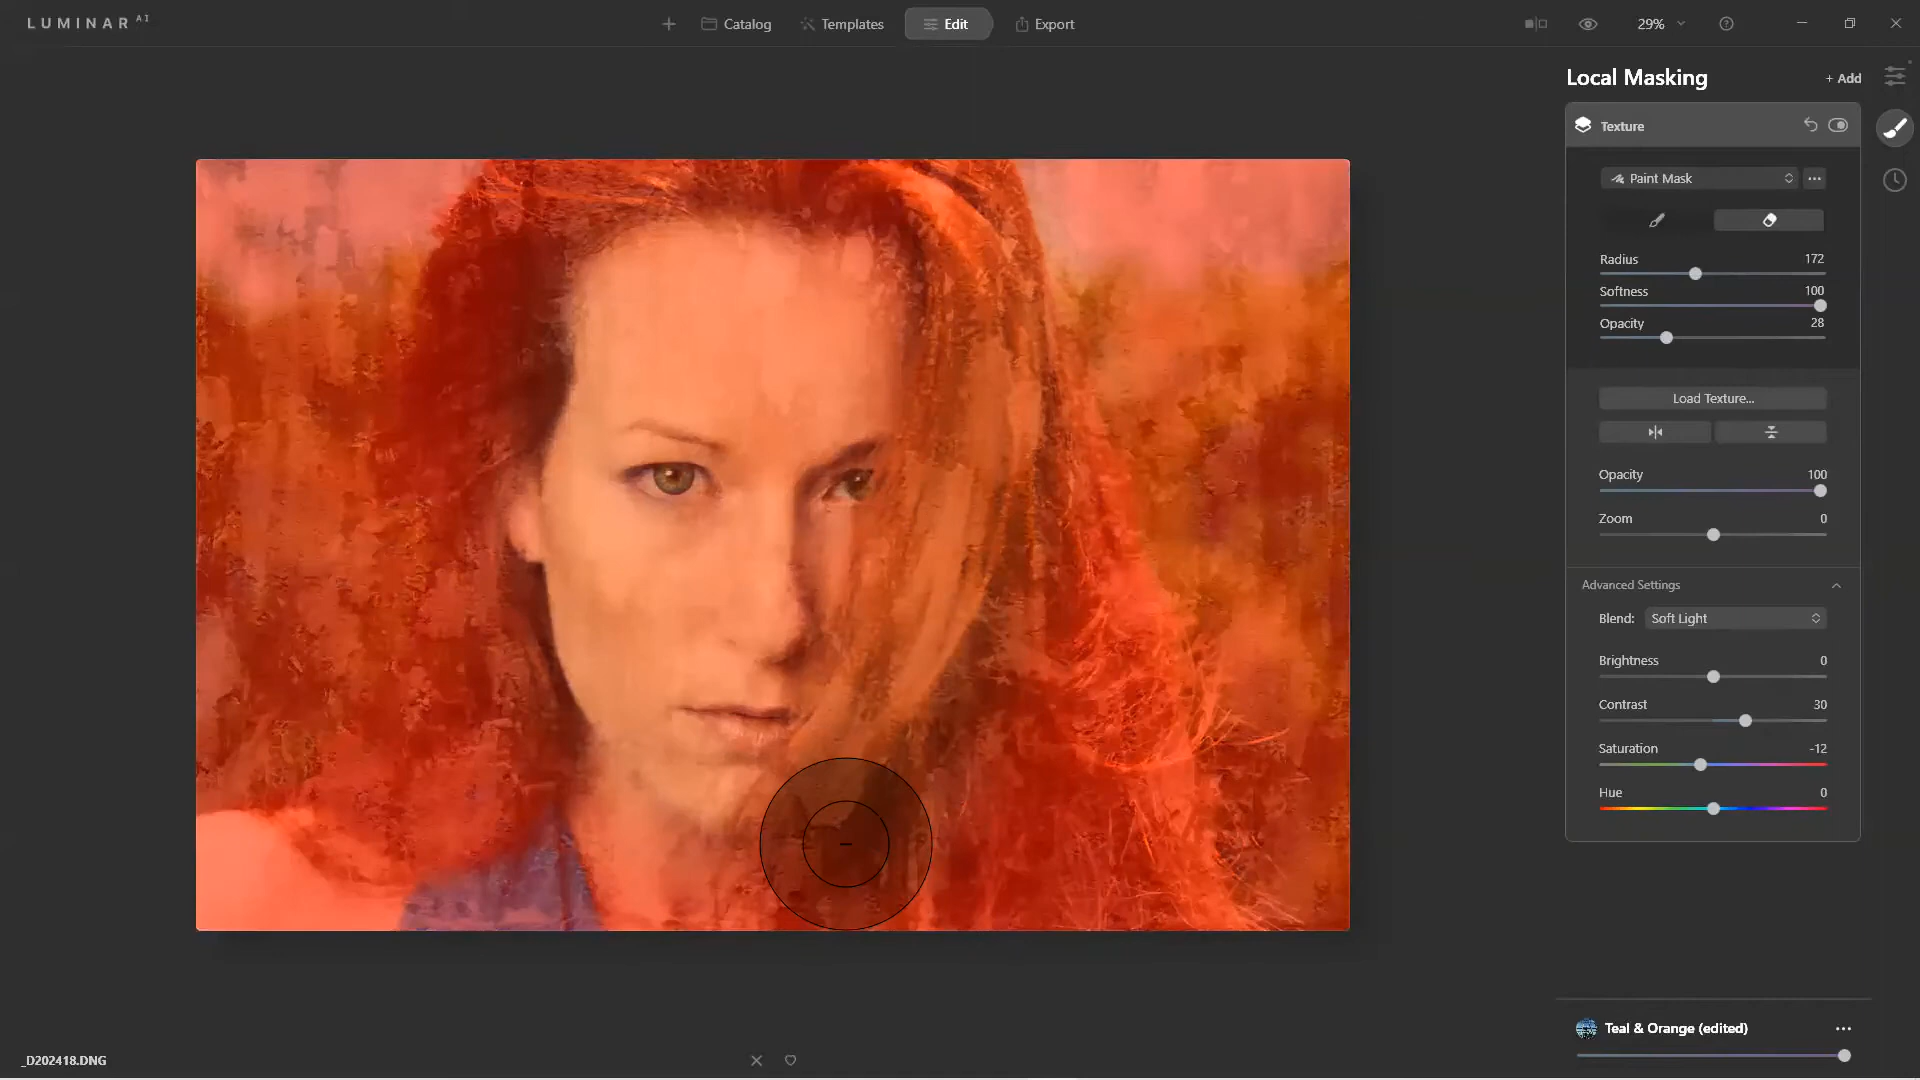 LUMINAR AI
Catalog
Templates
Edit
Export
29%
Local Masking
+ Add
Texture
Paint Mask
Radius 172
Softness 100
Opacity 28
Load Texture...
Opacity 100
Zoom 0
Advanced Settings
Blend: Soft Light
Brightness 0
Contrast 30
Saturation -12
Hue 0
Teal & Orange (edited)
_D202418.DNG